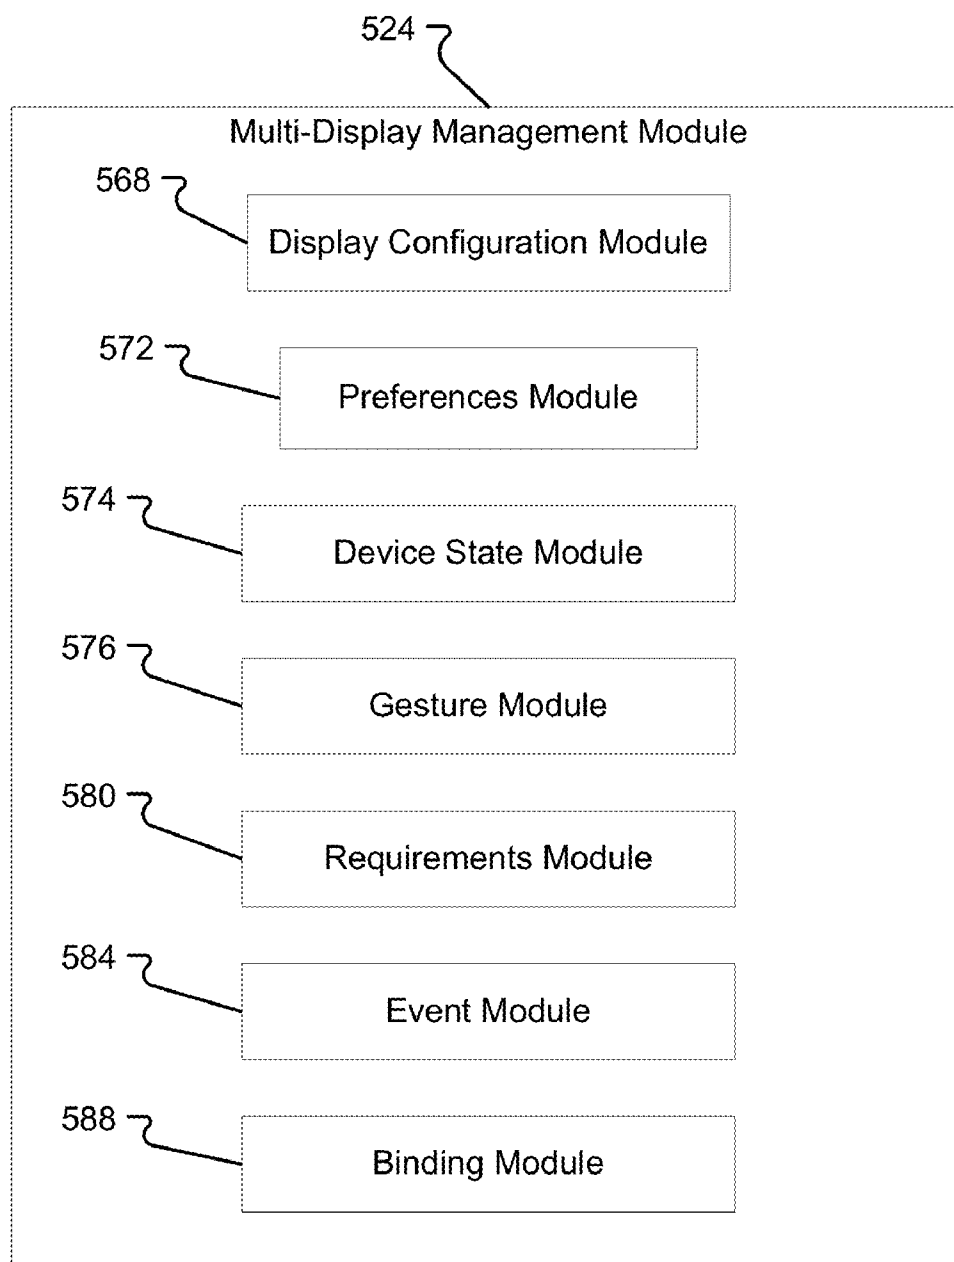 524
Multi-Display Management Module
568
Display Configuration Module
572
Preferences Module
574
Device State Module
576
Gesture Module
580
Requirements Module
584
Event Module
588
Binding Module